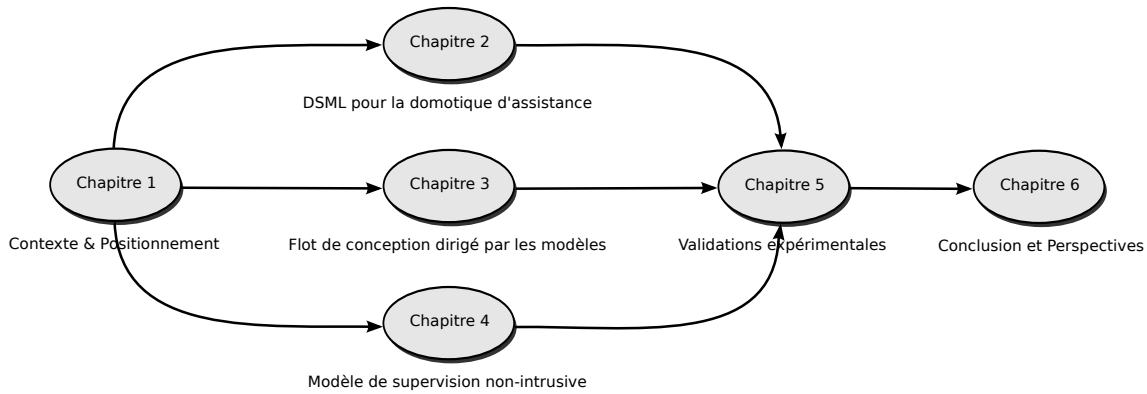 Chapitre 2
DSML pour la domotique d'assistance
Chapitre 1
Contexte & Positionnement
Chapitre 3
Flot de conception dirigé par les modèles
Chapitre 5
Validations expérimentales
Chapitre 6
Conclusion et Perspectives
Chapitre 4
Modèle de supervision non-intrusive